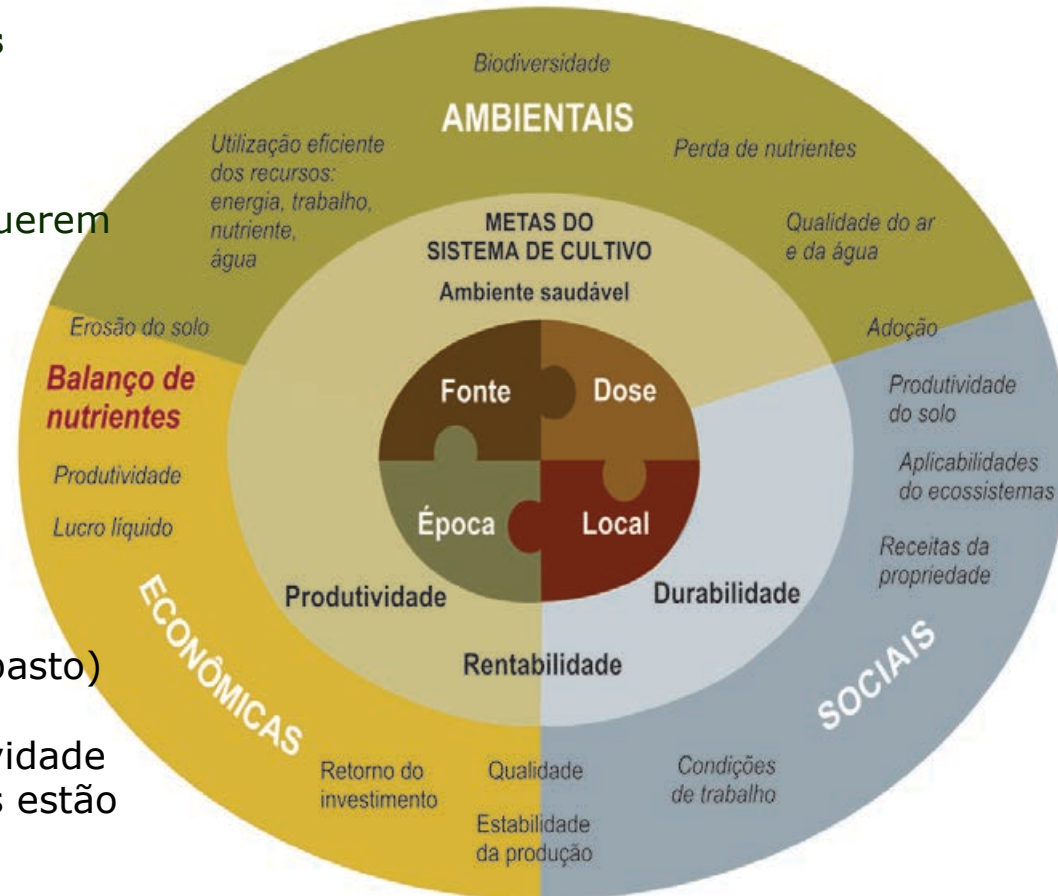 s
uerem
pasto)
vidade
s estão
Biodiversidade
AMBIENTAIS
Utilização eficiente
dos recursos:
energia, trabalho,
nutriente,
água
Perda de nutrientes
Qualidade do ar
e da água
METAS DO
SISTEMA DE CULTIVO
Ambiente saudável
Erosão do solo
Adoção
Balanço de
nutrientes
Produtividade
Lucro líquido
Fonte
Dose
Época
Local
Produtividade
do solo
Aplicabilidades
do ecossistemas
Receitas da
propriedade
Produtividade
Durabilidade
Rentabilidade
ECONÔMICAS
SOCIAIS
Retorno do
investimento
Qualidade
Estabilidade
da produção
Condições
de trabalho